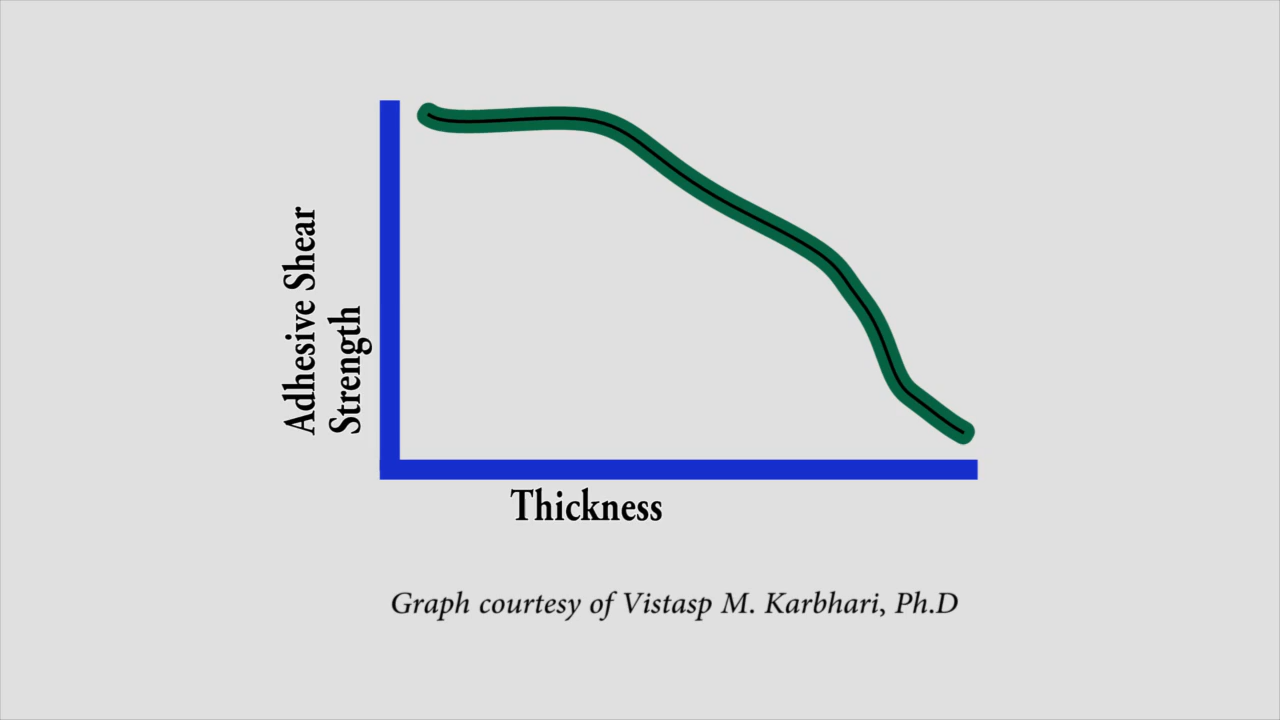 Adhesive Shear
Strength
Thickness
Graph courtesy of Vistasp M. Karbhari, Ph.D